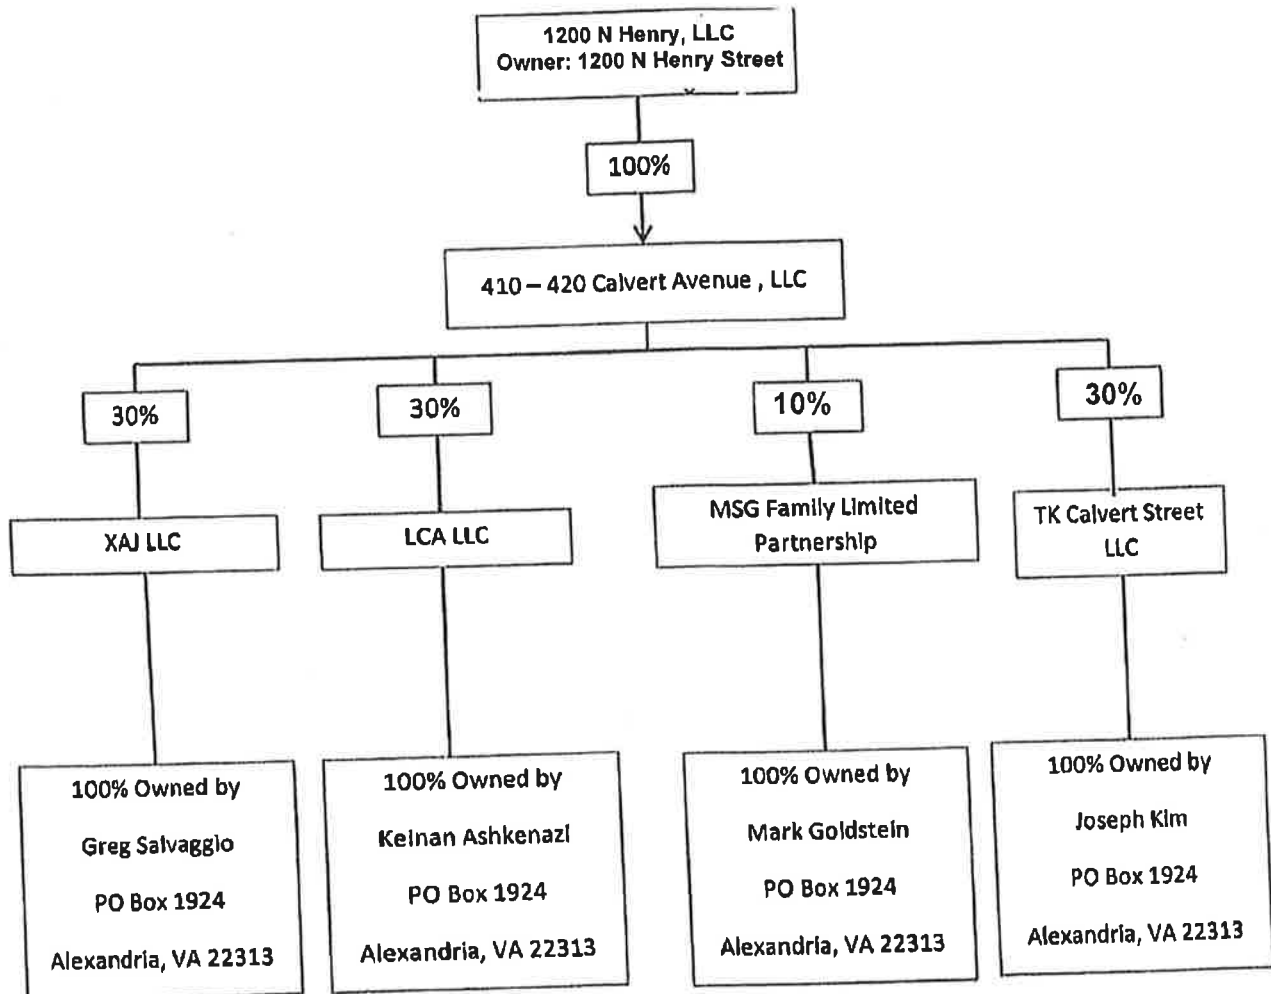 1200 N Henry, LLC
Owner: 1200 N Henry Street
100%
410 – 420 Calvert Avenue , LLC
30%
30%
10%
30%
XAJ LLC
LCA LLC
MSG Family Limited
Partnership
TK Calvert Street
LLC
100% Owned by
Greg Salvaggio
PO Box 1924
Alexandria, VA 22313
100% Owned by
Keinan Ashkenazi
PO Box 1924
Alexandria, VA 22313
100% Owned by
Mark Goldstein
PO Box 1924
Alexandria, VA 22313
100% Owned by
Joseph Kim
PO Box 1924
Alexandria, VA 22313